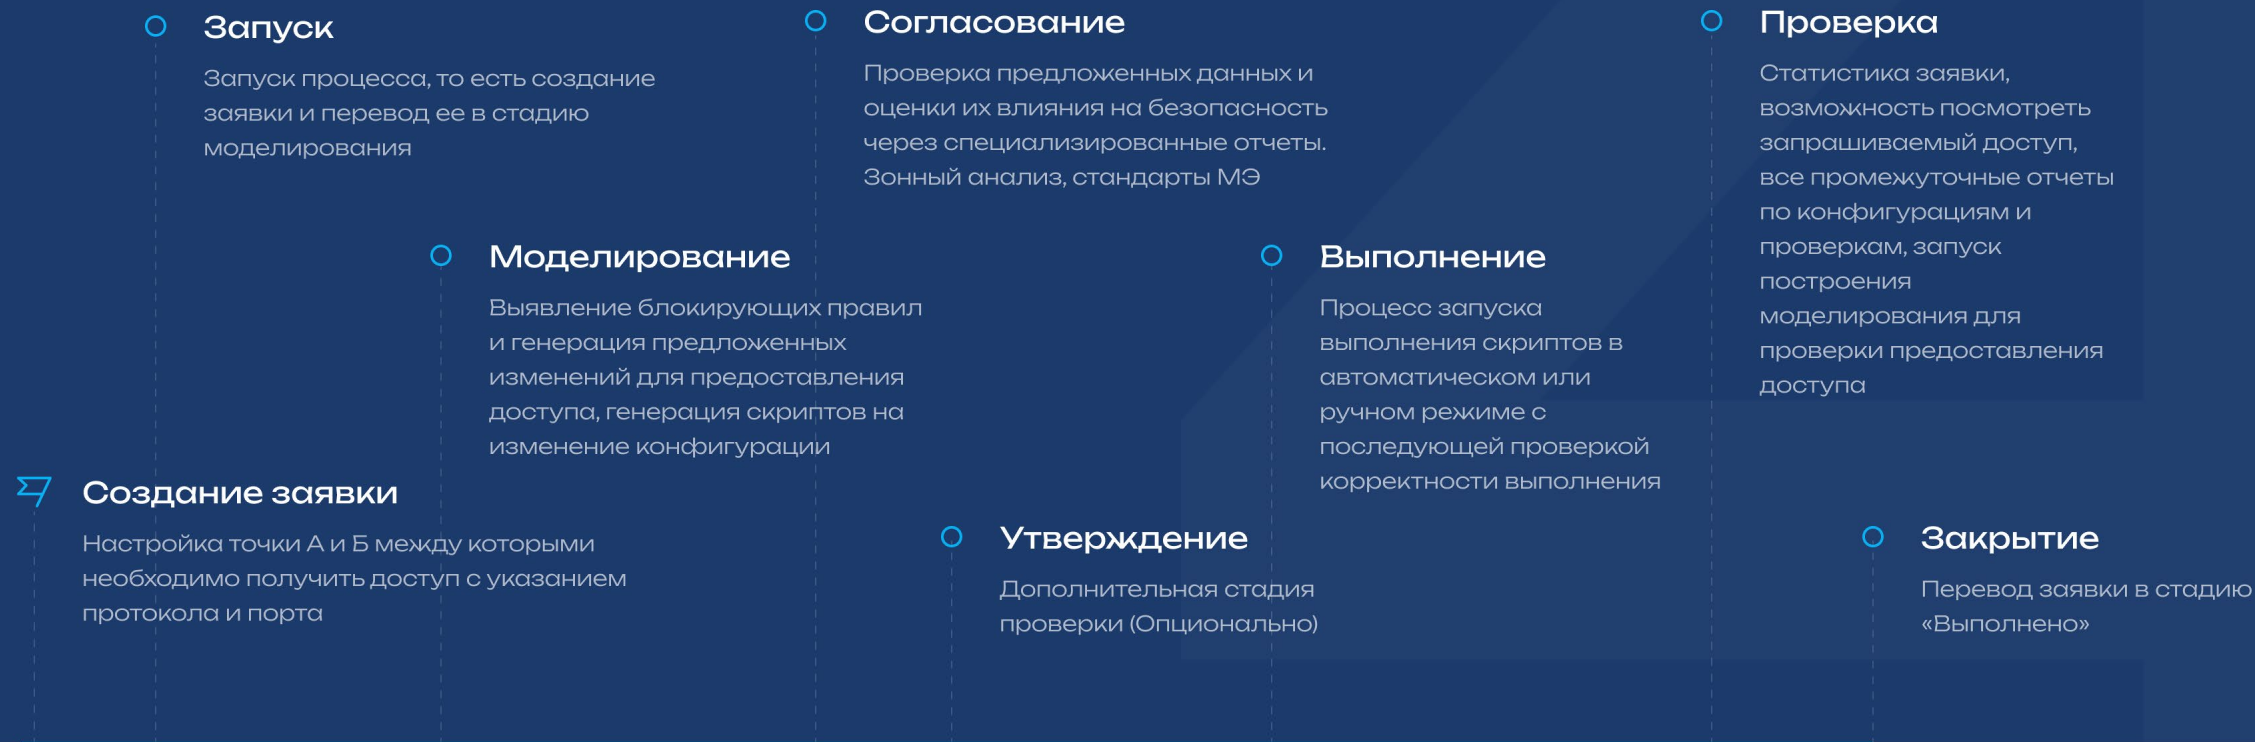 Запуск
Запуск процесса, то есть создание
заявки и перевод ее в стадию
моделирования
Согласование
Проверка предложенных данных и
оценки их влияния на безопасность
через специализированные отчеты.
Зонный анализ, стандарты МЭ
Проверка
Статистика заявки,
возможность посмотреть
запрашиваемый доступ,
все промежуточные отчеты
по конфигурациям и
проверкам, запуск
построения
моделирования для
проверки предоставления
доступа
Моделирование
Выявление блокирующих правил
и генерация предложенных
изменений для предоставления
доступа, генерация скриптов на
изменение конфигурации
Выполнение
Процесс запуска
выполнения скриптов в
автоматическом или
ручном режиме с
последующей проверкой
корректности выполнения
Создание заявки
Настройка точки А и Б между которыми
необходимо получить доступ с указанием
протокола и порта
Утверждение
Дополнительная стадия
проверки (Опционально)
Закрытие
Перевод заявки в стадию
«Выполнено»